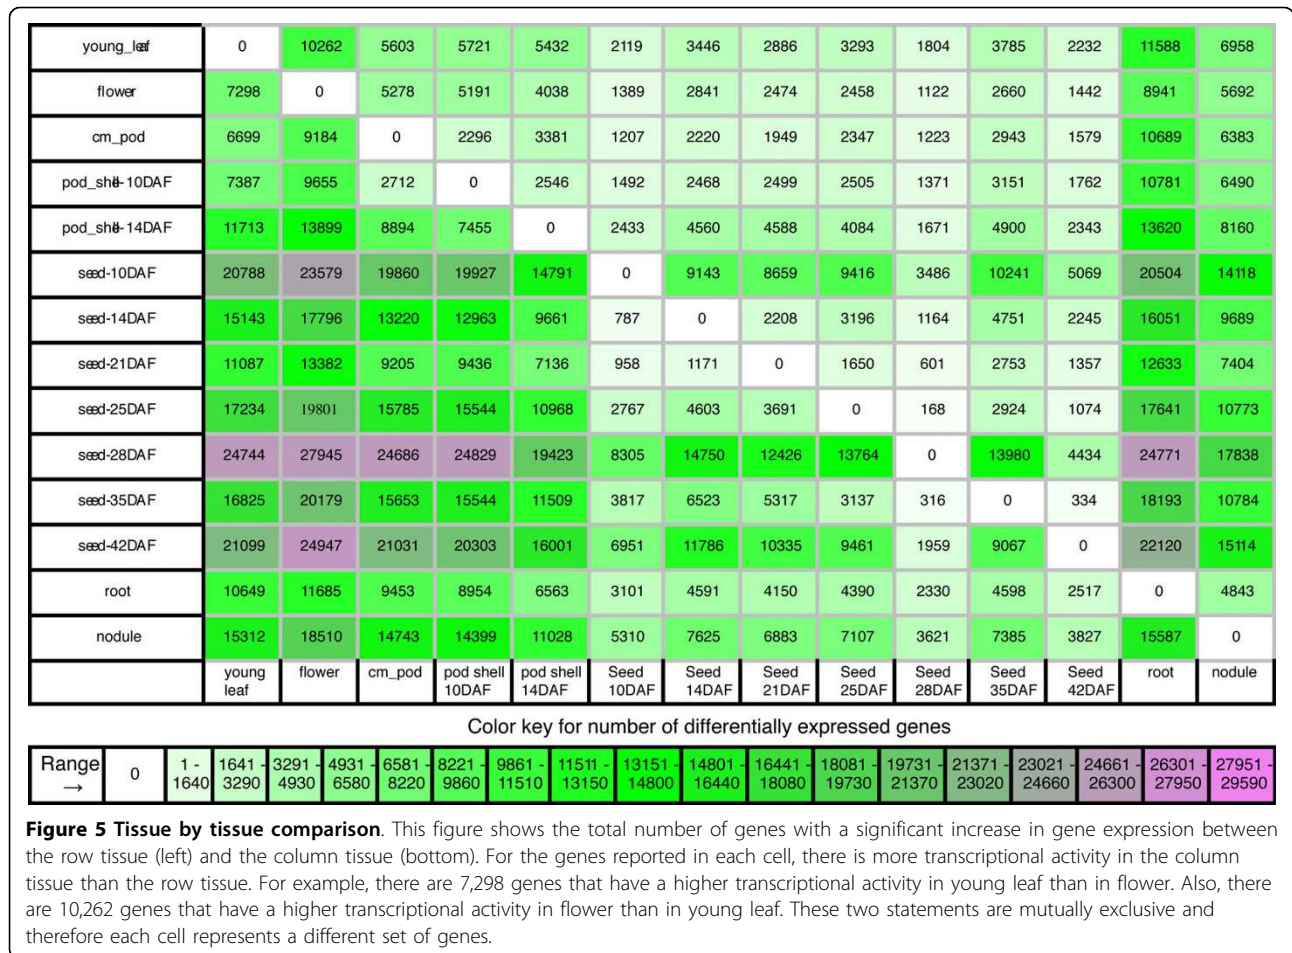 young_leaf 0 10262 5603 5721 5432 2119 3446 2886 3293 1804 3785 2232 11588 6958
flower 7298 0 5278 5191 4038 1389 2841 2474 2458 1122 2660 1442 8941 5692
cm_pod 6699 9184 0 2296 3381 1207 2220 1949 2347 1223 2943 1579 10689 6383
pod_shell-10DAF 7387 9655 2712 0 2546 1492 2468 2499 2505 1371 3151 1762 10781 6490
pod_shell-14DAF 11713 13899 8894 7455 0 2433 4560 4588 4084 1671 4900 2343 13620 8160
seed-10DAF 20788 23579 19860 19927 14791 0 9143 8659 9416 3486 10241 5069 20504 14118
seed-14DAF 15143 17796 13220 12963 9661 787 0 2208 3196 1164 4751 2245 16051 9689
seed-21DAF 11087 13382 9205 9436 7136 958 1171 0 1650 601 2753 1357 12633 7404
seed-25DAF 17234 19801 15785 15544 10968 2767 4603 3691 0 168 2924 1074 17641 10773
seed-28DAF 24744 27945 24686 24829 19423 8305 14750 12426 13764 0 13980 4434 24771 17838
seed-35DAF 16825 20179 15653 15544 11509 3817 6523 5317 3137 316 0 334 18193 10784
seed-42DAF 21099 24947 21031 20303 16001 6951 11786 10335 9461 1959 9067 0 22120 15114
root 10649 11685 9453 8954 6563 3101 4591 4150 4390 2330 4598 2517 0 4843
nodule 15312 18510 14743 14399 11028 5310 7625 6883 7107 3621 7385 3827 15587 0
young flower cm_pod pod shell pod shell Seed Seed Seed Seed Seed Seed Seed root nodule
leaf 10DAF 14DAF 10DAF 14DAF 21DAF 25DAF 28DAF 35DAF 42DAF
Color key for number of differentially expressed genes
Range 0 1 - 1641 - 3291 - 4931 - 6581 - 8221 - 9861 - 11511 - 13151 - 14801 - 16441 - 18081 - 19731 - 21371 - 23021 - 24661 - 26301 - 27951 -
→ 1640 3290 4930 6580 8220 9860 11510 13150 14800 16440 18080 19730 21370 23020 24660 26300 27950 29590
Figure 5 Tissue by tissue comparison. This figure shows the total number of genes with a significant increase in gene expression between
the row tissue (left) and the column tissue (bottom). For the genes reported in each cell, there is more transcriptional activity in the column
tissue than the row tissue. For example, there are 7,298 genes that have a higher transcriptional activity in young leaf than in flower. Also, there
are 10,262 genes that have a higher transcriptional activity in flower than in young leaf. These two statements are mutually exclusive and
therefore each cell represents a different set of genes.